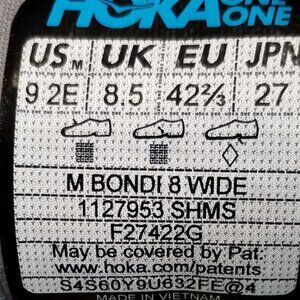 HOKA ONE ONE
US M UK EU JPN
9 2E 8.5 42⅔ 27
M BONDI 8 WIDE
1127953 SHMS
F27422G
May be covered by Pat:
www.hoka.com/patents
S4S60Y9U632FE@4
MADE IN VIETNAM